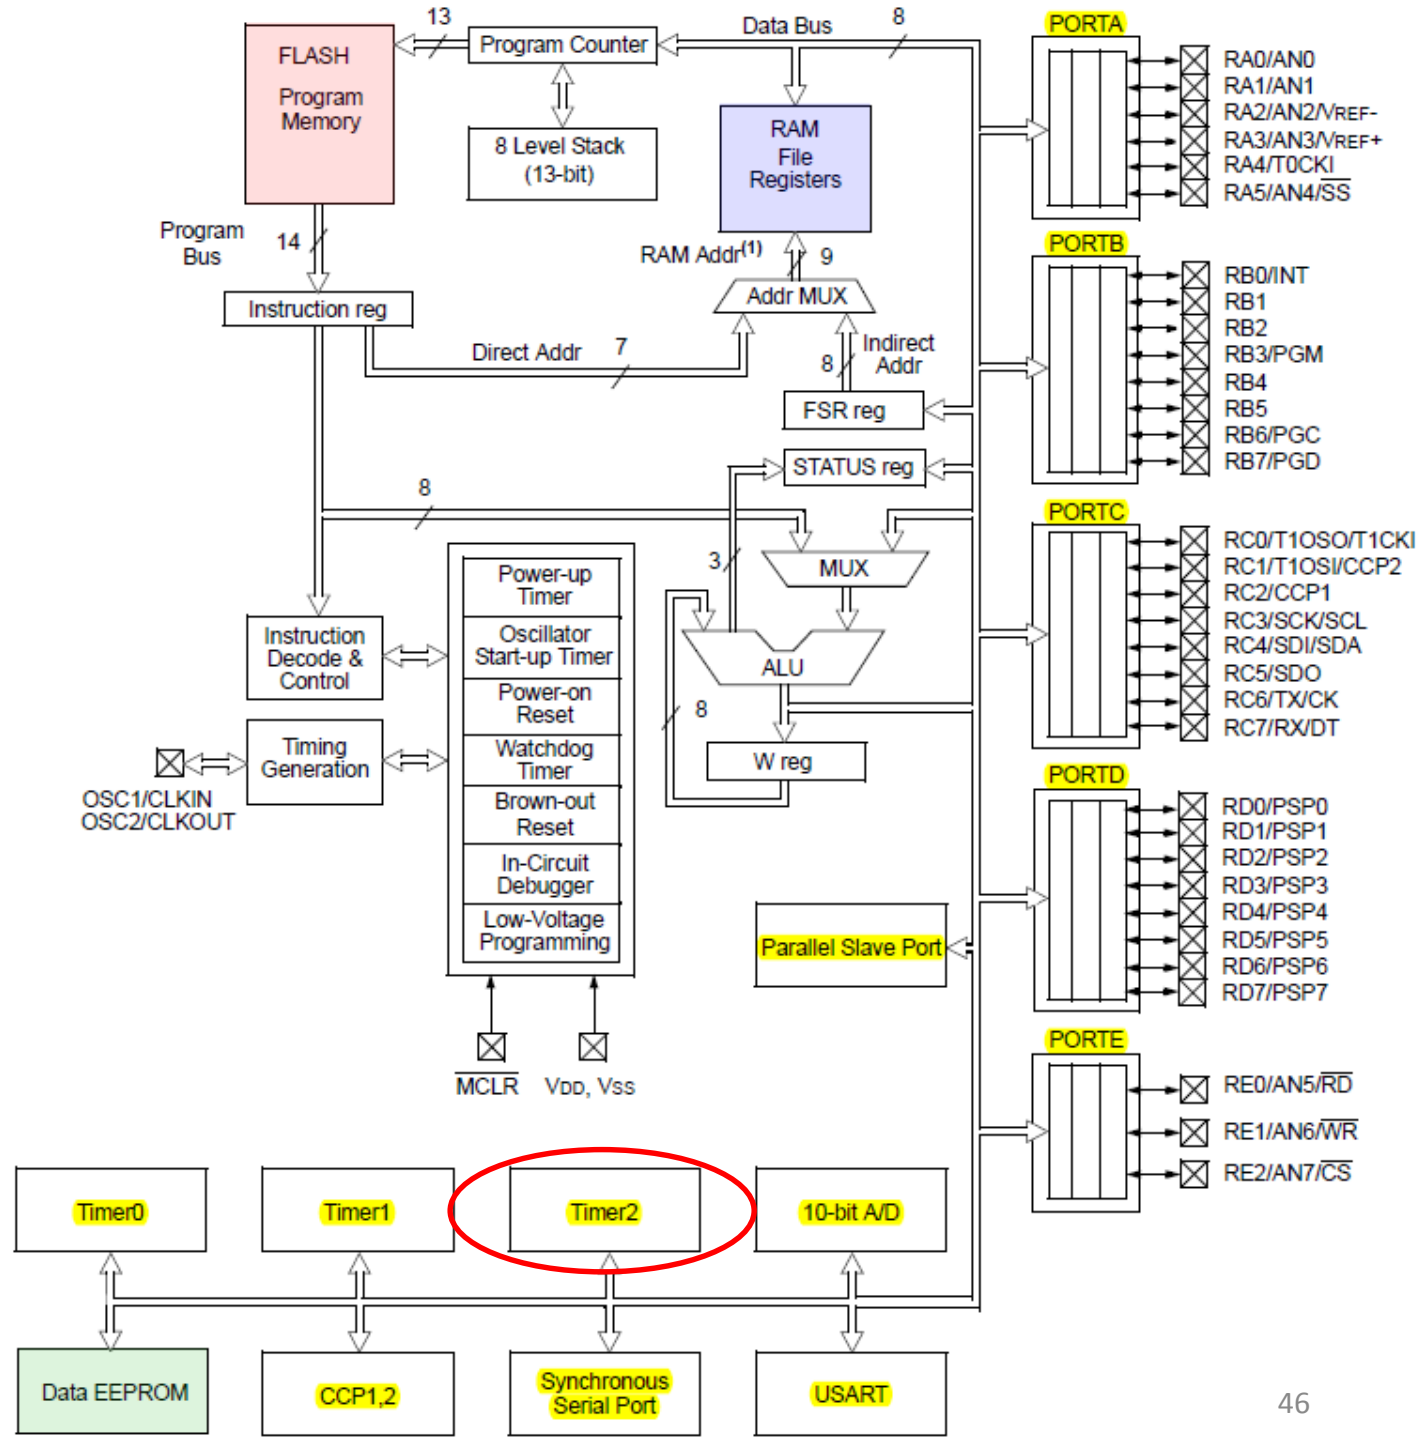 FLASH
Program
Memory
13
Program Counter
Data Bus
8
8 Level Stack
(13-bit)
RAM
File
Registers
Program
Bus
14
RAM Addr(1)
9
Addr MUX
Instruction reg
Direct Addr
7
Indirect
Addr
8
FSR reg
STATUS reg
8
3
MUX
ALU
8
W reg
Instruction
Decode &
Control
Timing
Generation
OSC1/CLKIN
OSC2/CLKOUT
Power-up
Timer
Oscillator
Start-up Timer
Power-on
Reset
Watchdog
Timer
Brown-out
Reset
In-Circuit
Debugger
Low-Voltage
Programming
MCLR
VDD, VSS
Parallel Slave Port
PORTA
RA0/AN0
RA1/AN1
RA2/AN2/VREF-
RA3/AN3/VREF+
RA4/T0CKI
RA5/AN4/SS
PORTB
RB0/INT
RB1
RB2
RB3/PGM
RB4
RB5
RB6/PGC
RB7/PGD
PORTC
RC0/T1OSO/T1CKI
RC1/T1OSI/CCP2
RC2/CCP1
RC3/SCK/SCL
RC4/SDI/SDA
RC5/SDO
RC6/TX/CK
RC7/RX/DT
PORTD
RD0/PSP0
RD1/PSP1
RD2/PSP2
RD3/PSP3
RD4/PSP4
RD5/PSP5
RD6/PSP6
RD7/PSP7
PORTE
RE0/AN5/RD
RE1/AN6/WR
RE2/AN7/CS
Timer0
Timer1
Timer2
10-bit A/D
Data EEPROM
CCP1,2
Synchronous
Serial Port
USART
46